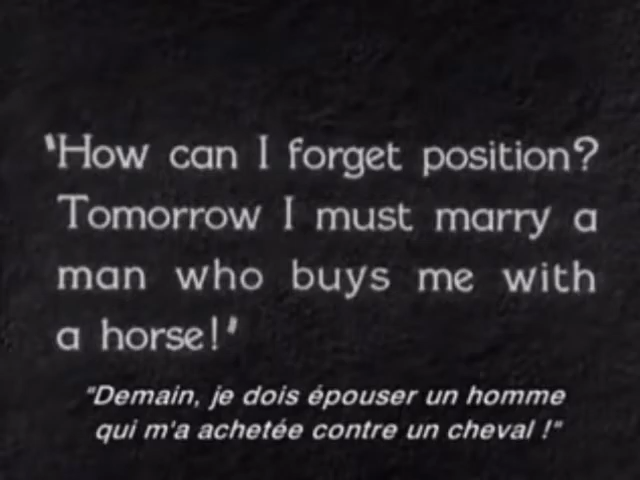 'How can I forget position?
Tomorrow I must marry a
man who buys me with
a horse!'
"Demain, je dois épouser un homme
qui m'a achetée contre un cheval !"